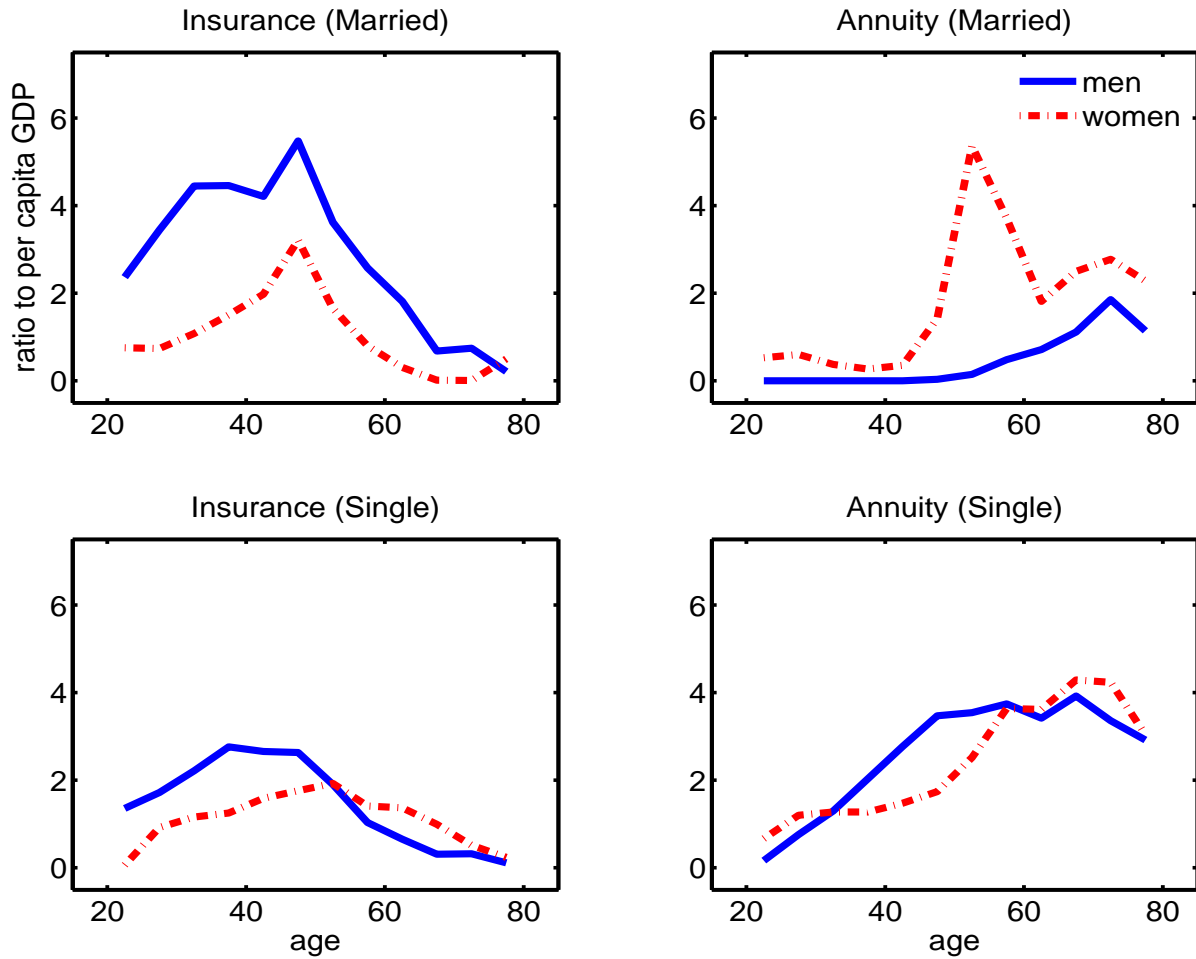 Insurance (Married)
Annuity (Married)
ratio to per capita GDP
6
4
2
0
20 40 60 80
men
women
6
4
2
0
20 40 60 80
Insurance (Single)
Annuity (Single)
6
4
2
0
20 40 60 80
age
6
4
2
0
20 40 60 80
age